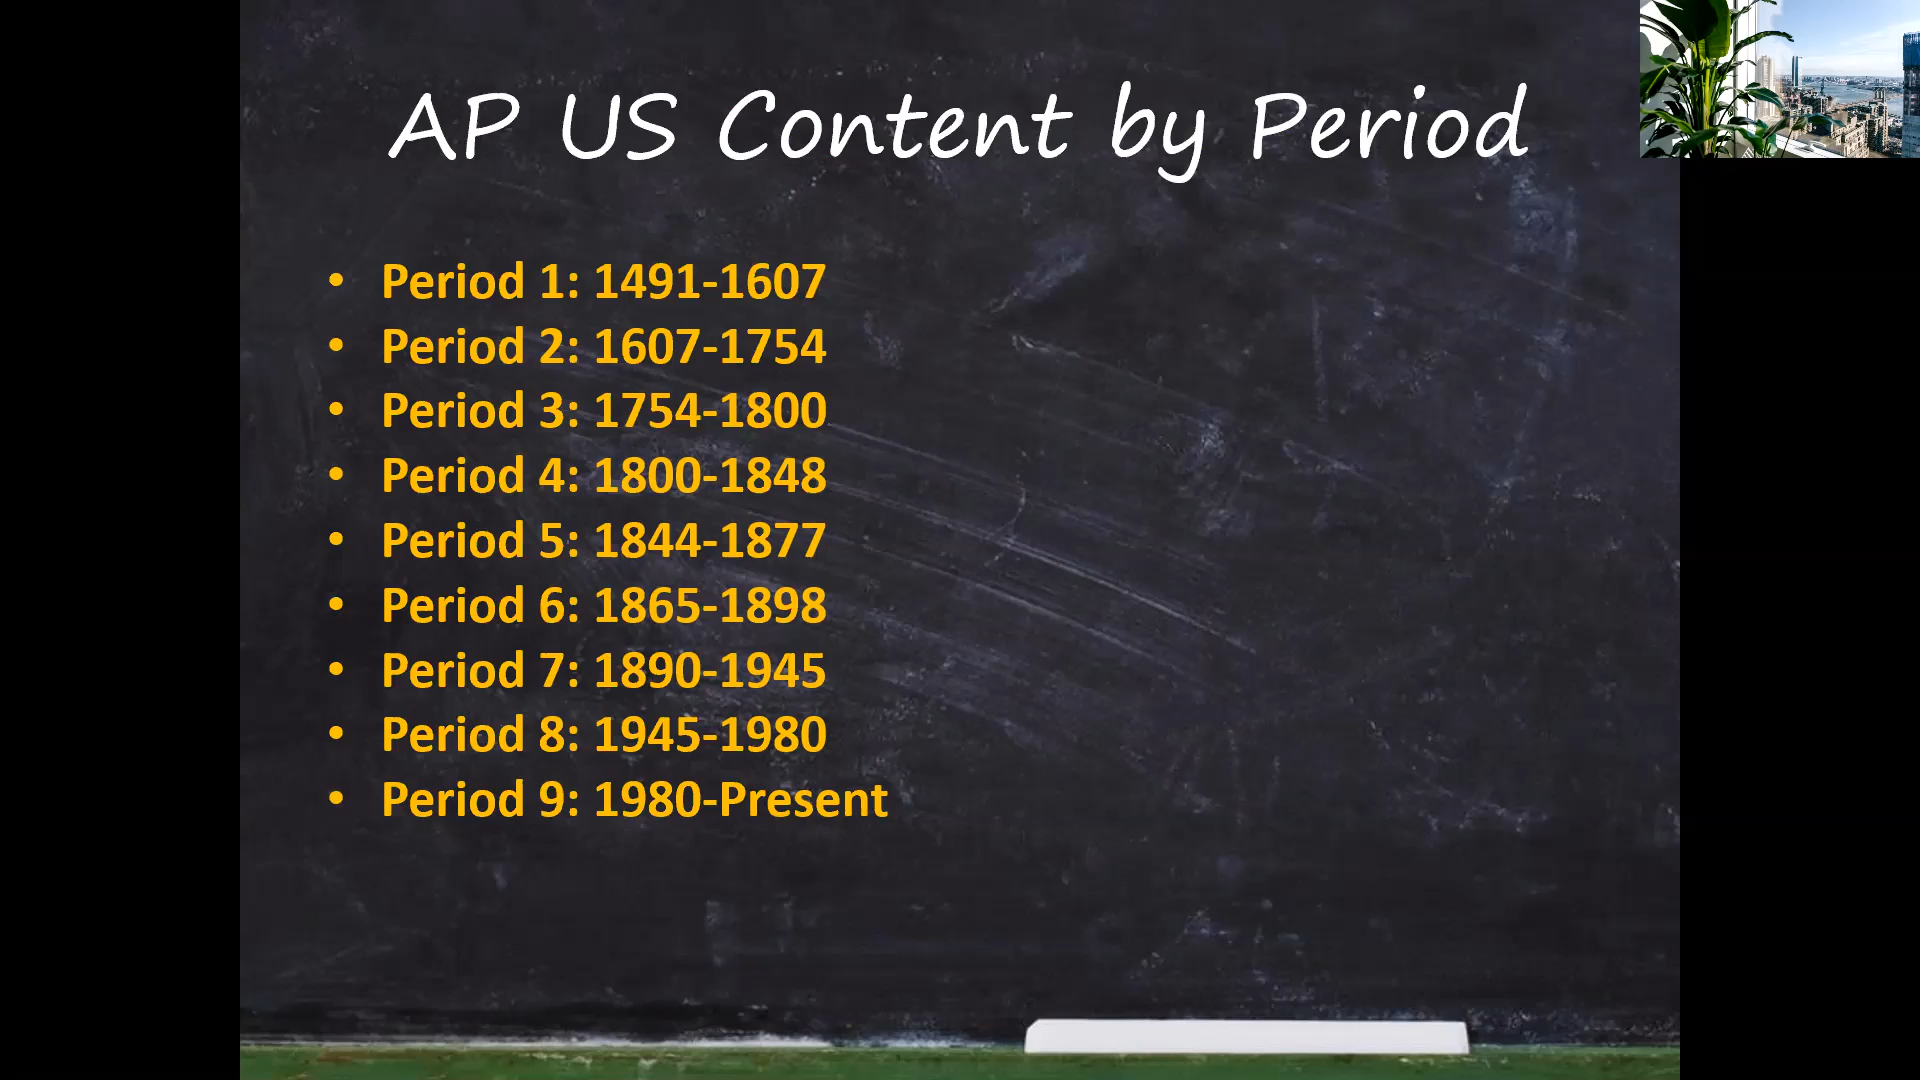 AP US Content by Period
• Period 1: 1491-1607
• Period 2: 1607-1754
• Period 3: 1754-1800
• Period 4: 1800-1848
• Period 5: 1844-1877
• Period 6: 1865-1898
• Period 7: 1890-1945
• Period 8: 1945-1980
• Period 9: 1980-Present